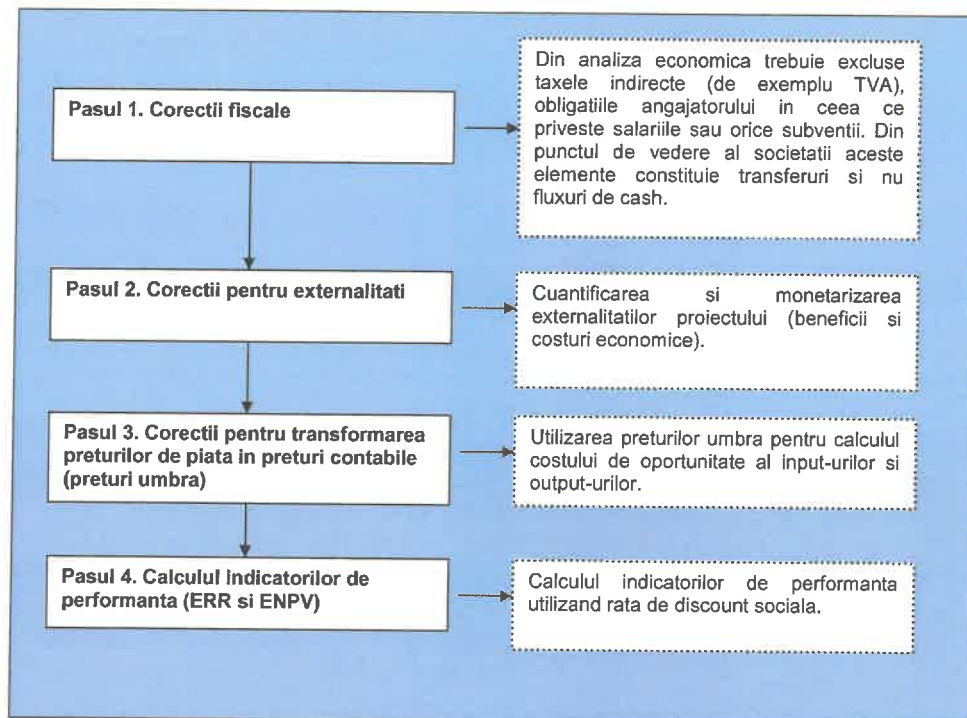 Pasul 1. Corectii fiscale
Din analiza economica trebuie excluse
taxele indirecte (de exemplu TVA),
obligatiile angajatorului in ceea ce
priveste salariile sau orice subventii. Din
punctul de vedere al societatii aceste
elemente constituie transferuri si nu
fluxuri de cash.
Pasul 2. Corectii pentru externalitati
Cuantificarea si monetarizarea
externalitatilor proiectului (beneficii si
costuri economice).
Pasul 3. Corectii pentru transformarea
preturilor de piata in preturi contabile
(preturi umbra)
Utilizarea preturilor umbra pentru calculul
costului de oportunitate al input-urilor si
output-urilor.
Pasul 4. Calculul indicatorilor de
performanta (ERR si ENPV)
Calculul indicatorilor de performanta
utilizand rata de discount sociala.